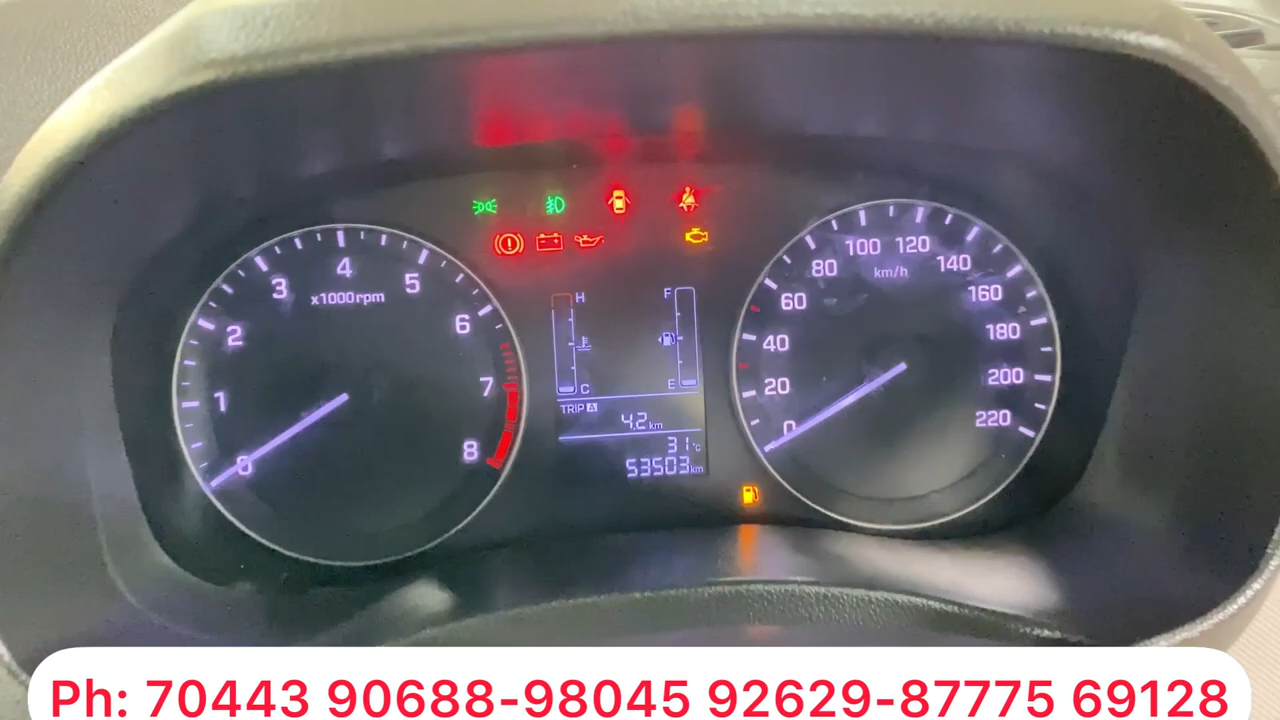 0
1
2
3
4
5
6
7
8
x1000rpm
H
C
F
E
TRIP A
4.2 km
31 °C
53503 km
0
20
40
60
80
100
120
140
160
180
200
220
km/h
Ph: 70443 90688-98045 92629-87775 69128